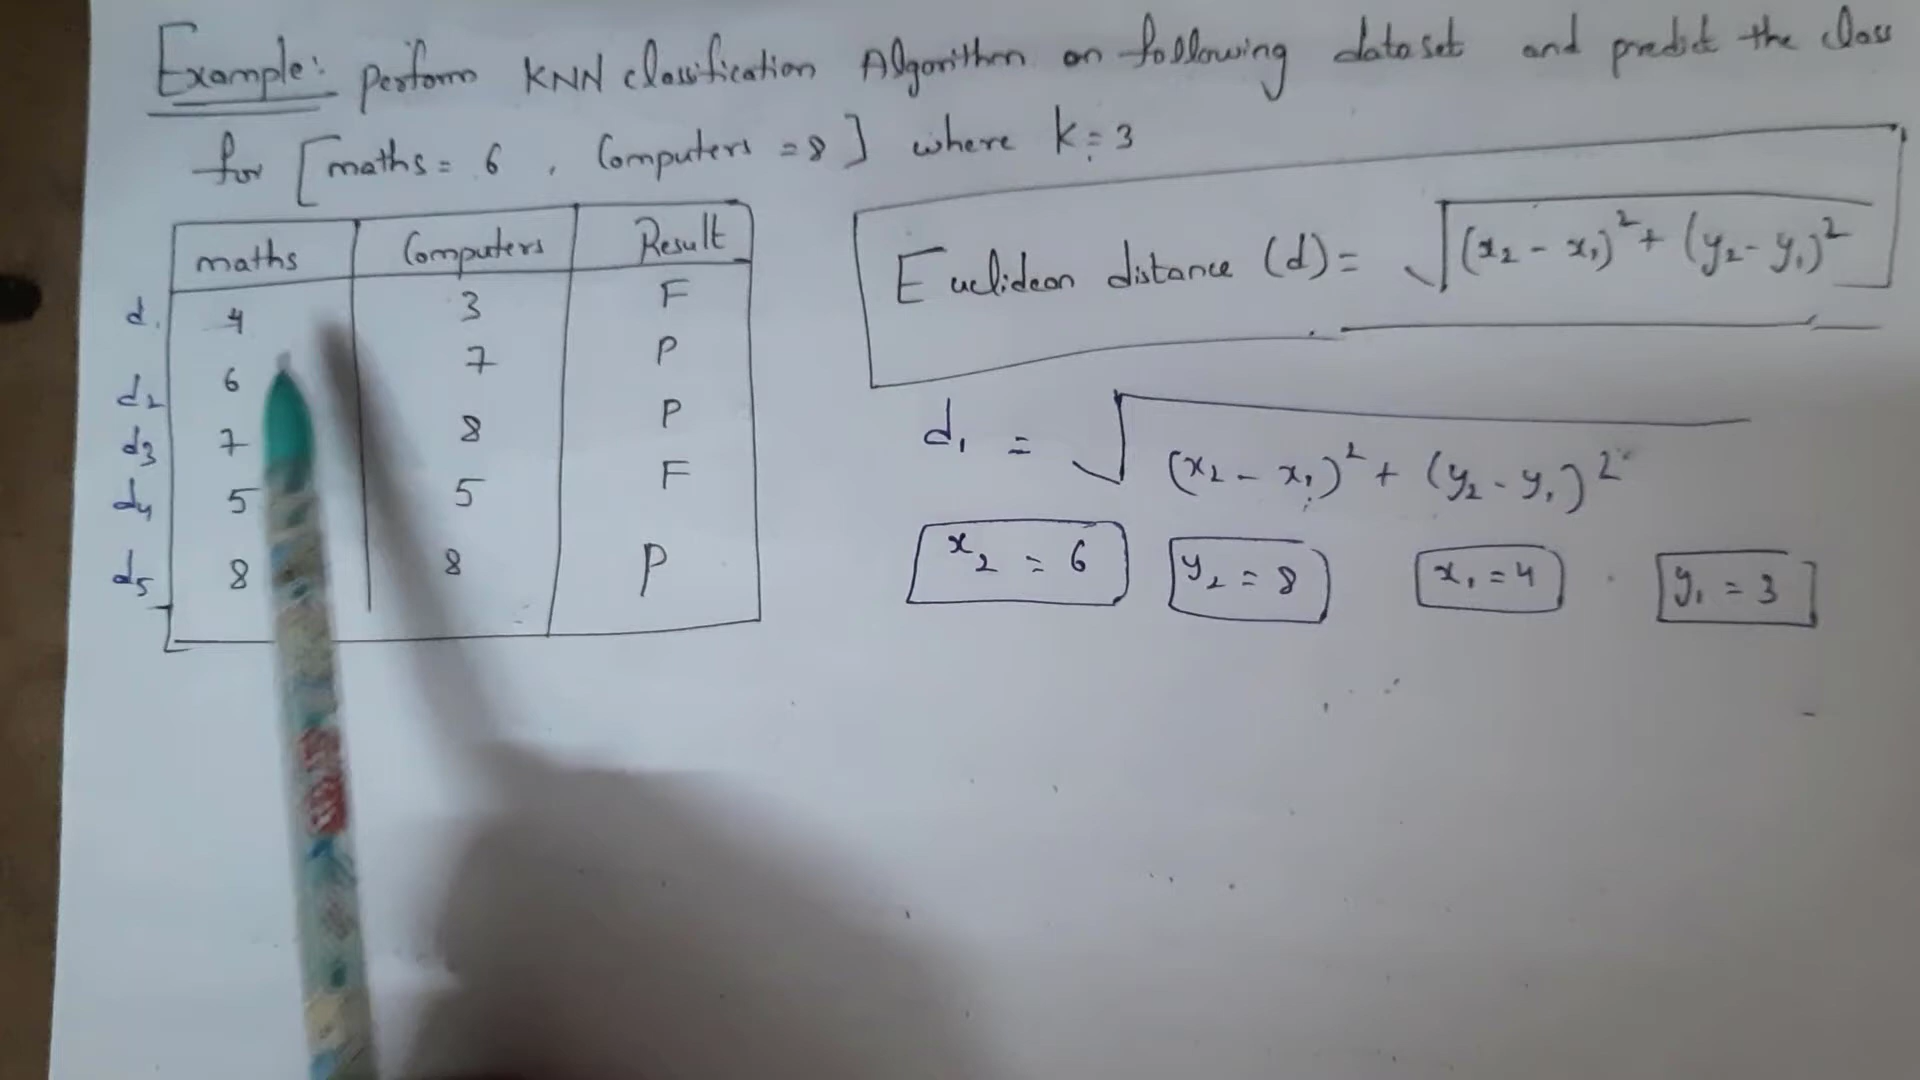 Example: perform KNN classification Algorithm on following dataset and predict the class
for [maths = 6, Computers = 8] where K = 3
maths Computers Result
d1 4 3 F
d2 6 7 P
d3 7 8 P
d4 5 5 F
d5 8 8 P
Euclidean distance (d) = √(x₂ - x₁)² + (y₂ - y₁)²
d₁ = √(x₂ - x₁)² + (y₂ - y₁)²
x₂ = 6 y₂ = 8 x₁ = 4 y₁ = 3